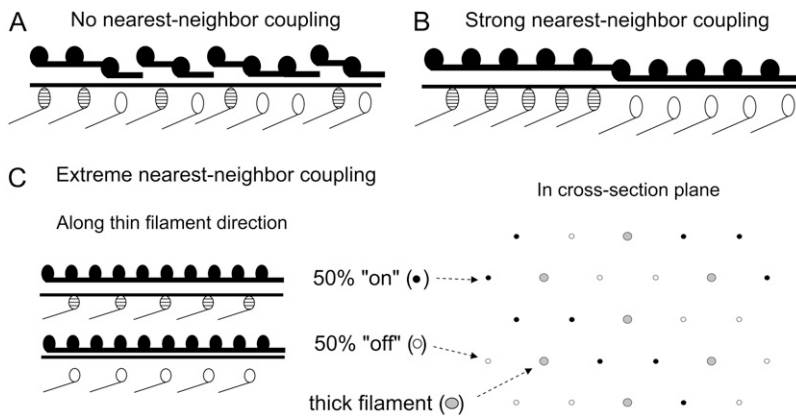 A
No nearest-neighbor coupling
B
Strong nearest-neighbor coupling
C
Extreme nearest-neighbor coupling
Along thin filament direction
In cross-section plane
50% "on" (●)
50% "off" (○)
thick filament (●)